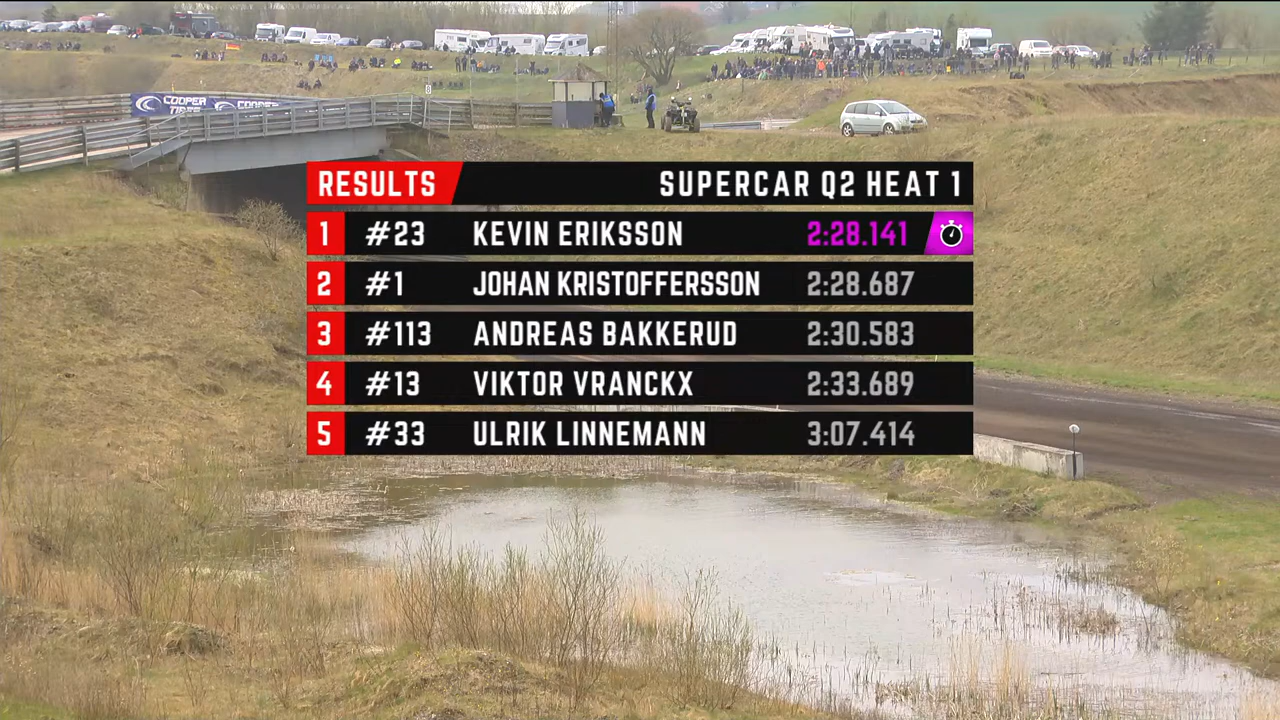 COOPER COOPER
TIRES
RESULTS SUPERCAR Q2 HEAT 1
1 #23 KEVIN ERIKSSON 2:28.141
2 #1 JOHAN KRISTOFFERSSON 2:28.687
3 #113 ANDREAS BAKKERUD 2:30.583
4 #13 VIKTOR VRANCKX 2:33.689
5 #33 ULRIK LINNEMANN 3:07.414